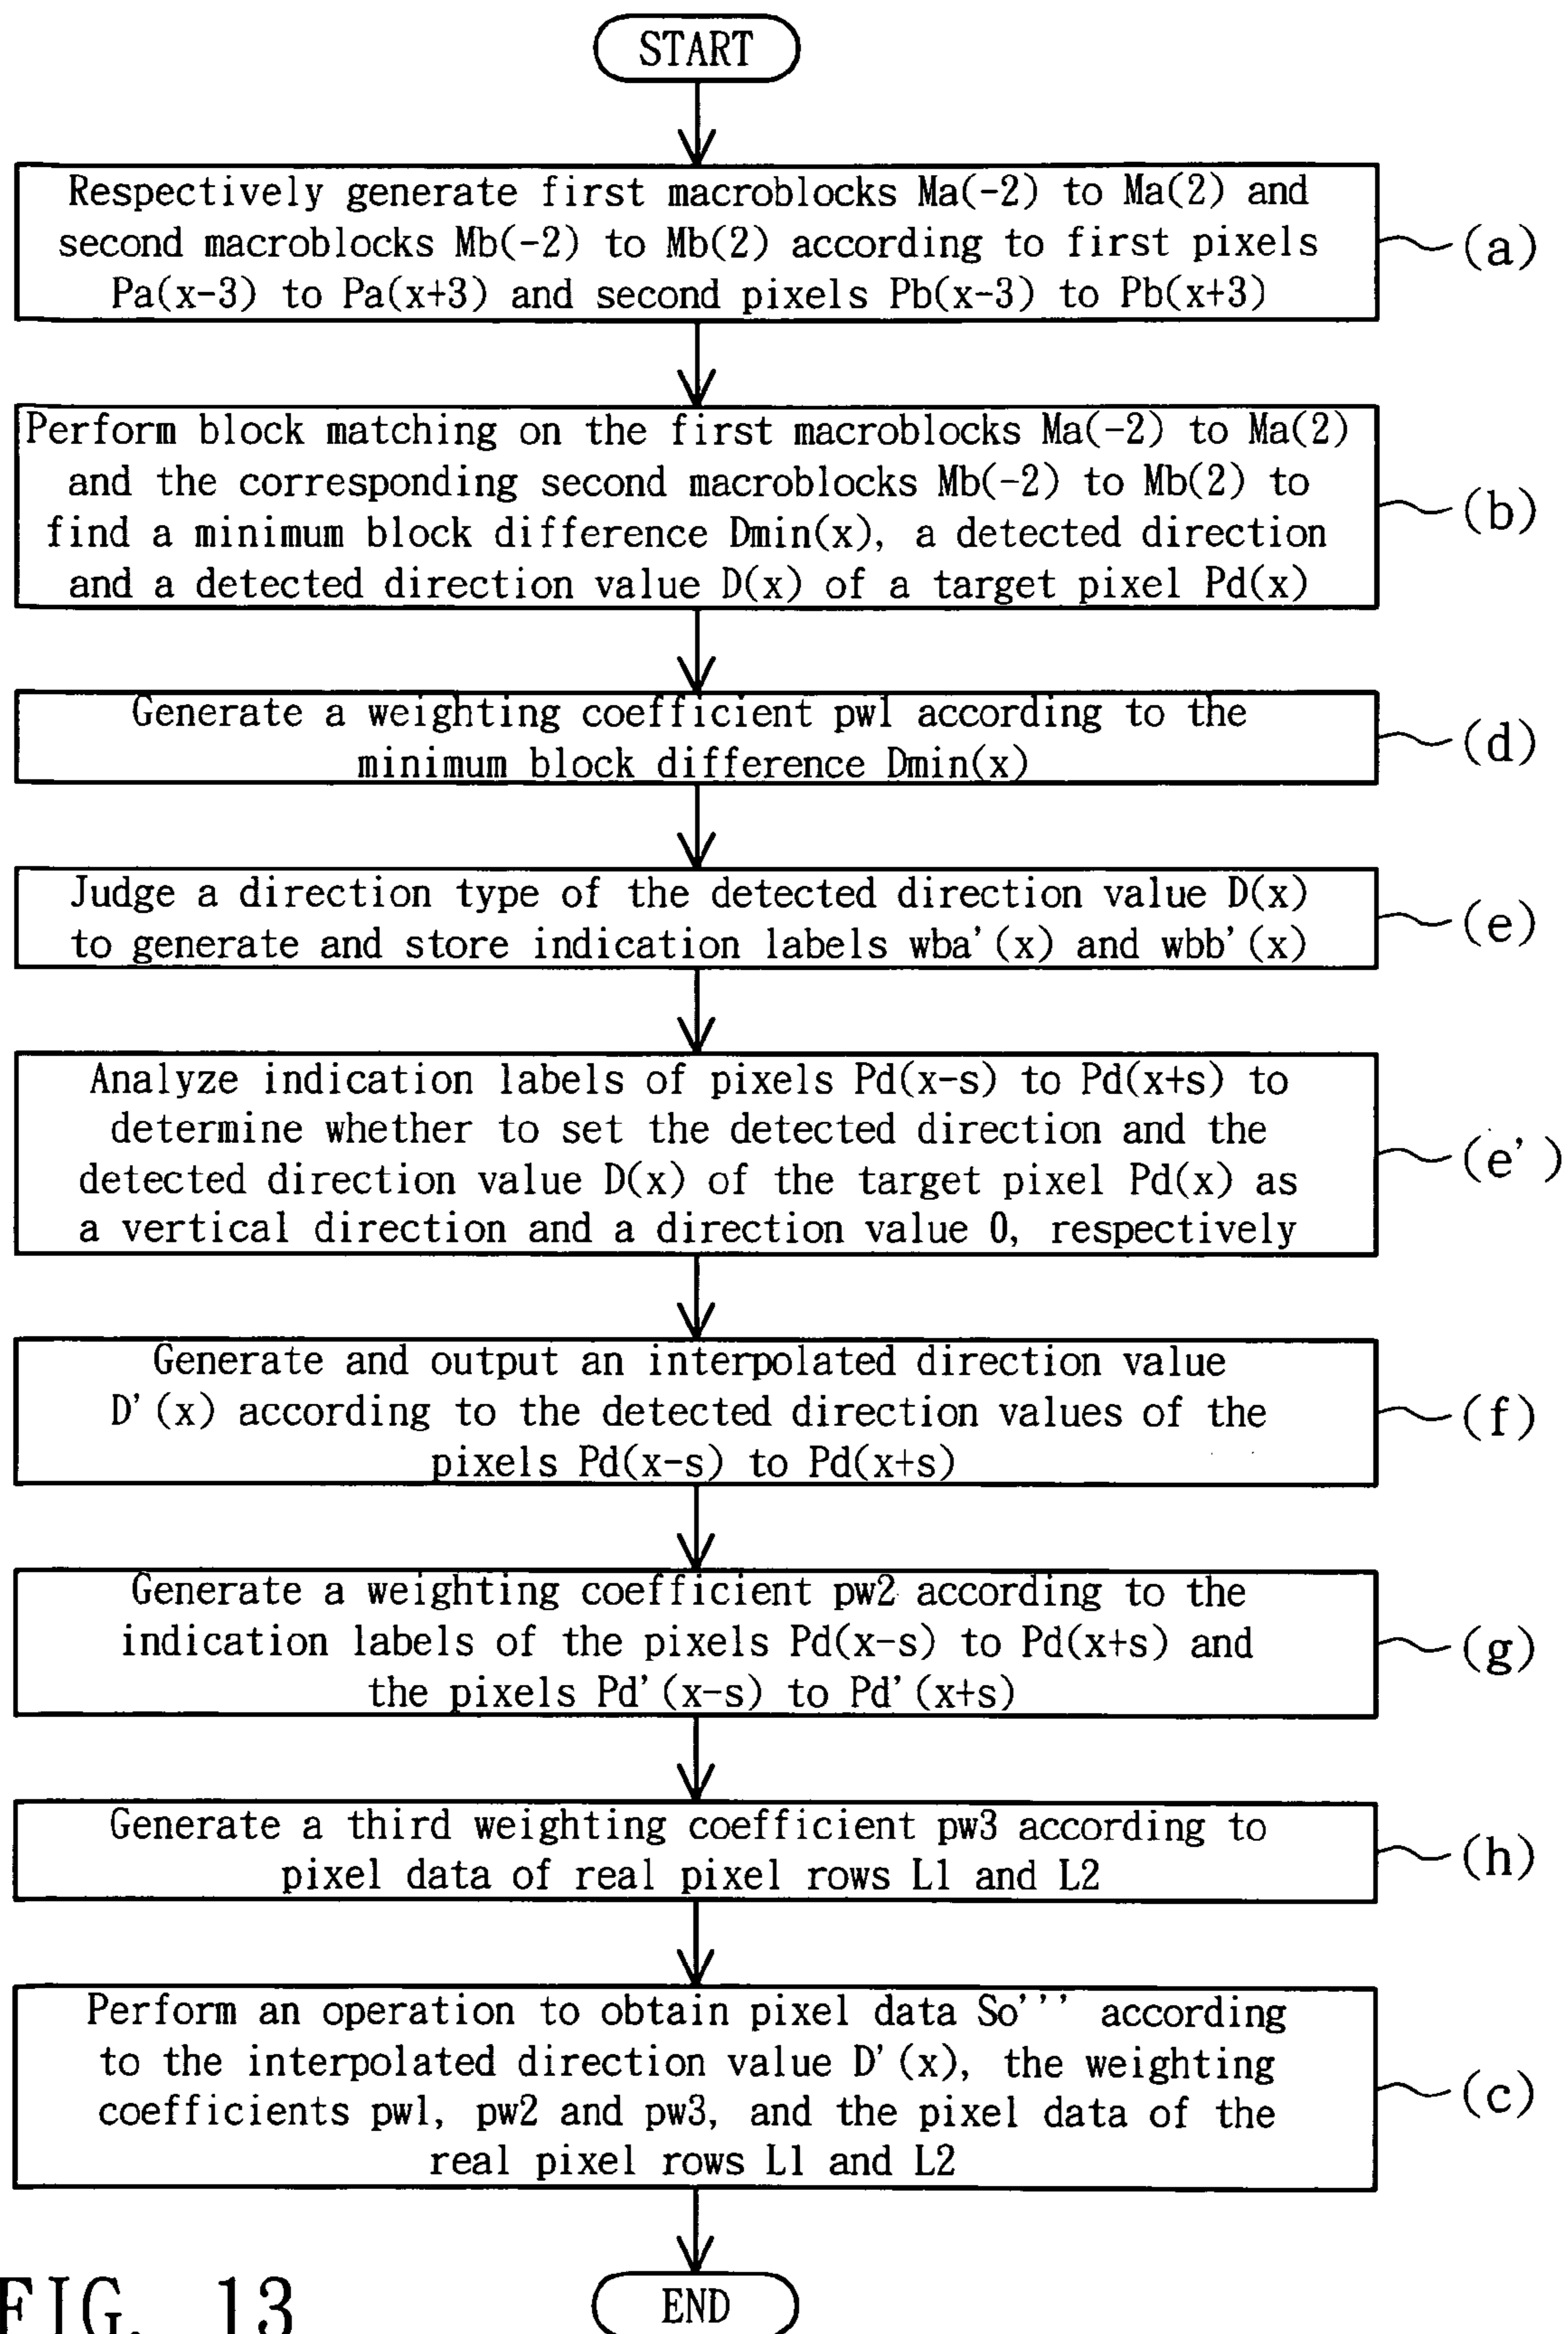 START
Respectively generate first macroblocks Ma(-2) to Ma(2) and
second macroblocks Mb(-2) to Mb(2) according to first pixels
Pa(x-3) to Pa(x+3) and second pixels Pb(x-3) to Pb(x+3)
(a)
Perform block matching on the first macroblocks Ma(-2) to Ma(2)
and the corresponding second macroblocks Mb(-2) to Mb(2) to
find a minimum block difference Dmin(x), a detected direction
and a detected direction value D(x) of a target pixel Pd(x)
(b)
Generate a weighting coefficient pw1 according to the
minimum block difference Dmin(x)
(d)
Judge a direction type of the detected direction value D(x)
to generate and store indication labels wba'(x) and wbb'(x)
(e)
Analyze indication labels of pixels Pd(x-s) to Pd(x+s) to
determine whether to set the detected direction and the
detected direction value D(x) of the target pixel Pd(x) as
a vertical direction and a direction value 0, respectively
(e')
Generate and output an interpolated direction value
D'(x) according to the detected direction values of the
pixels Pd(x-s) to Pd(x+s)
(f)
Generate a weighting coefficient pw2 according to the
indication labels of the pixels Pd(x-s) to Pd(x+s) and
the pixels Pd'(x-s) to Pd'(x+s)
(g)
Generate a third weighting coefficient pw3 according to
pixel data of real pixel rows L1 and L2
(h)
Perform an operation to obtain pixel data So''' according
to the interpolated direction value D'(x), the weighting
coefficients pw1, pw2 and pw3, and the pixel data of the
real pixel rows L1 and L2
(c)
END
FIG. 13